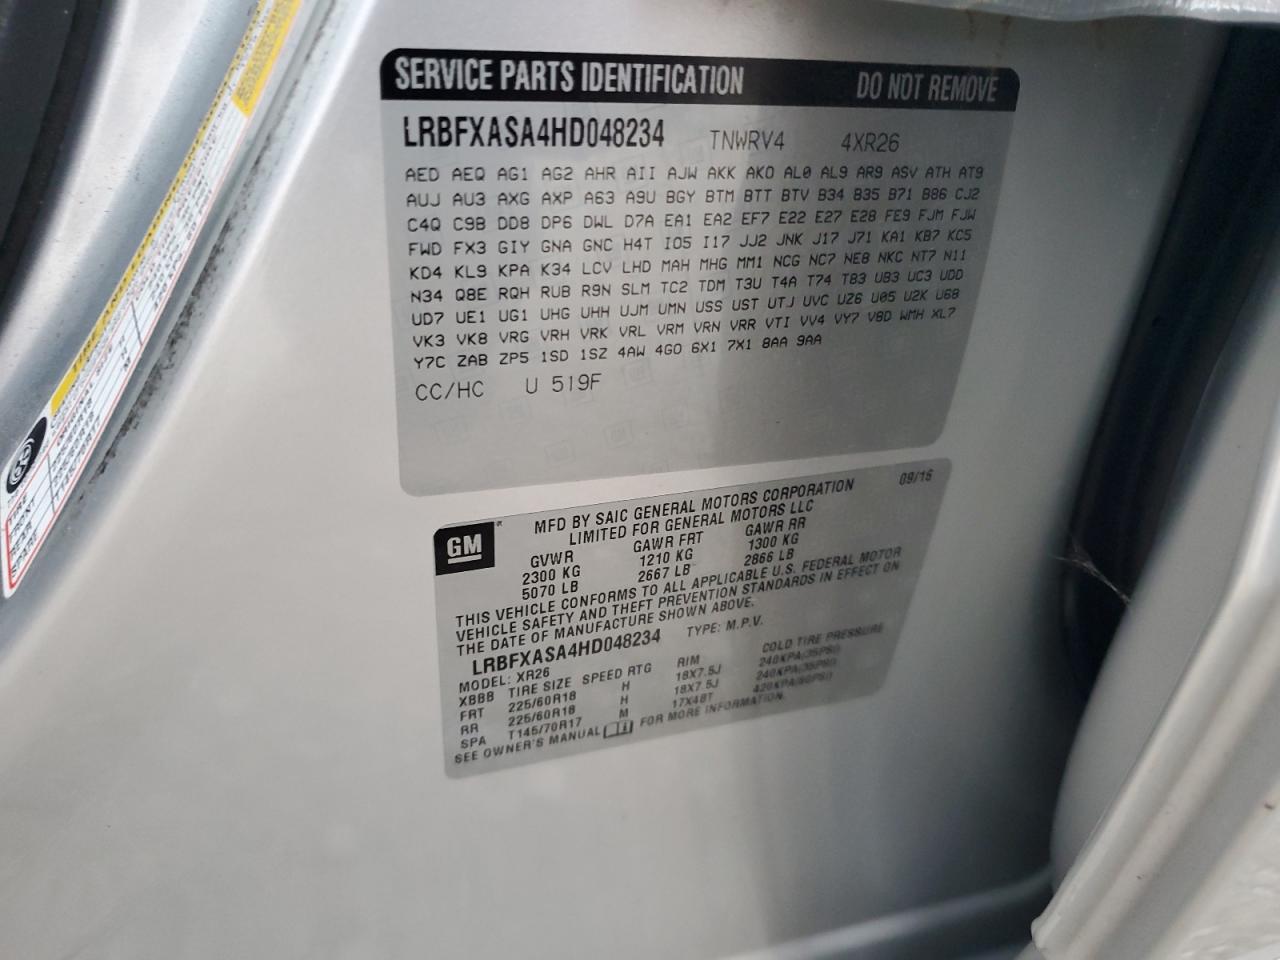 SERVICE PARTS IDENTIFICATION DO NOT REMOVE
LRBFXASA4HD048234 TNWRV4 4XR26
AED AEQ AG1 AG2 AHR AII AJW AKK AKO AL0 AL9 AR9 ASV ATH AT9
AUJ AU3 AXG AXP A63 A9U BGY BTM BTT BTV B34 B35 B71 B86 CJ2
C4Q C9B DD8 DP6 DWL D7A EA1 EA2 EF7 E22 E27 E28 FE9 FJM FJW
FWD FX3 GIY GNA GNC H4T IO5 I17 JJ2 JNK J17 J71 KA1 KB7 KC5
KD4 KL9 KPA K34 LCV LHD MAH MHG MM1 NCG NC7 NE8 NKC NT7 N11
N34 Q8E RQH RUB R9N SLM TC2 TDM T3U T4A T74 T83 UB3 UC3 UDD
UD7 UE1 UG1 UHG UHH UJM UMN USS UST UTJ UVC UZ6 U05 U2K U68
VK3 VK8 VRG VRH VRK VRL VRM VRN VRR VTI VV4 VY7 V8D WMH XL7
Y7C ZAB ZP5 1SD 1SZ 4AW 4GO 6X1 7X1 8AA 9AA
CC/HC U 519F
GM
MFD BY SAIC GENERAL MOTORS CORPORATION 09/16
LIMITED FOR GENERAL MOTORS LLC
GVWR GAWR FRT GAWR RR
2300 KG 1210 KG 1300 KG
5070 LB 2667 LB 2866 LB
THIS VEHICLE CONFORMS TO ALL APPLICABLE U.S. FEDERAL MOTOR
VEHICLE SAFETY AND THEFT PREVENTION STANDARDS IN EFFECT ON
THE DATE OF MANUFACTURE SHOWN ABOVE.
LRBFXASA4HD048234 TYPE: M.P.V.
MODEL: XR26
XBBB TIRE SIZE SPEED RTG RIM COLD TIRE PRESSURE
FRT 225/60R18 H 18X7.5J 240KPA(35PSI)
RR 225/60R18 H 18X7.5J 240KPA(35PSI)
SPA T145/70R17 M 17X4BT 420KPA(60PSI)
SEE OWNER'S MANUAL FOR MORE INFORMATION.